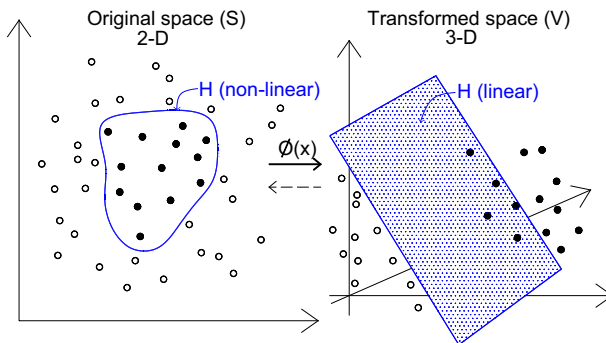 Original space (S)
2-D
H (non-linear)
Ø(x)
Transformed space (V)
3-D
H (linear)